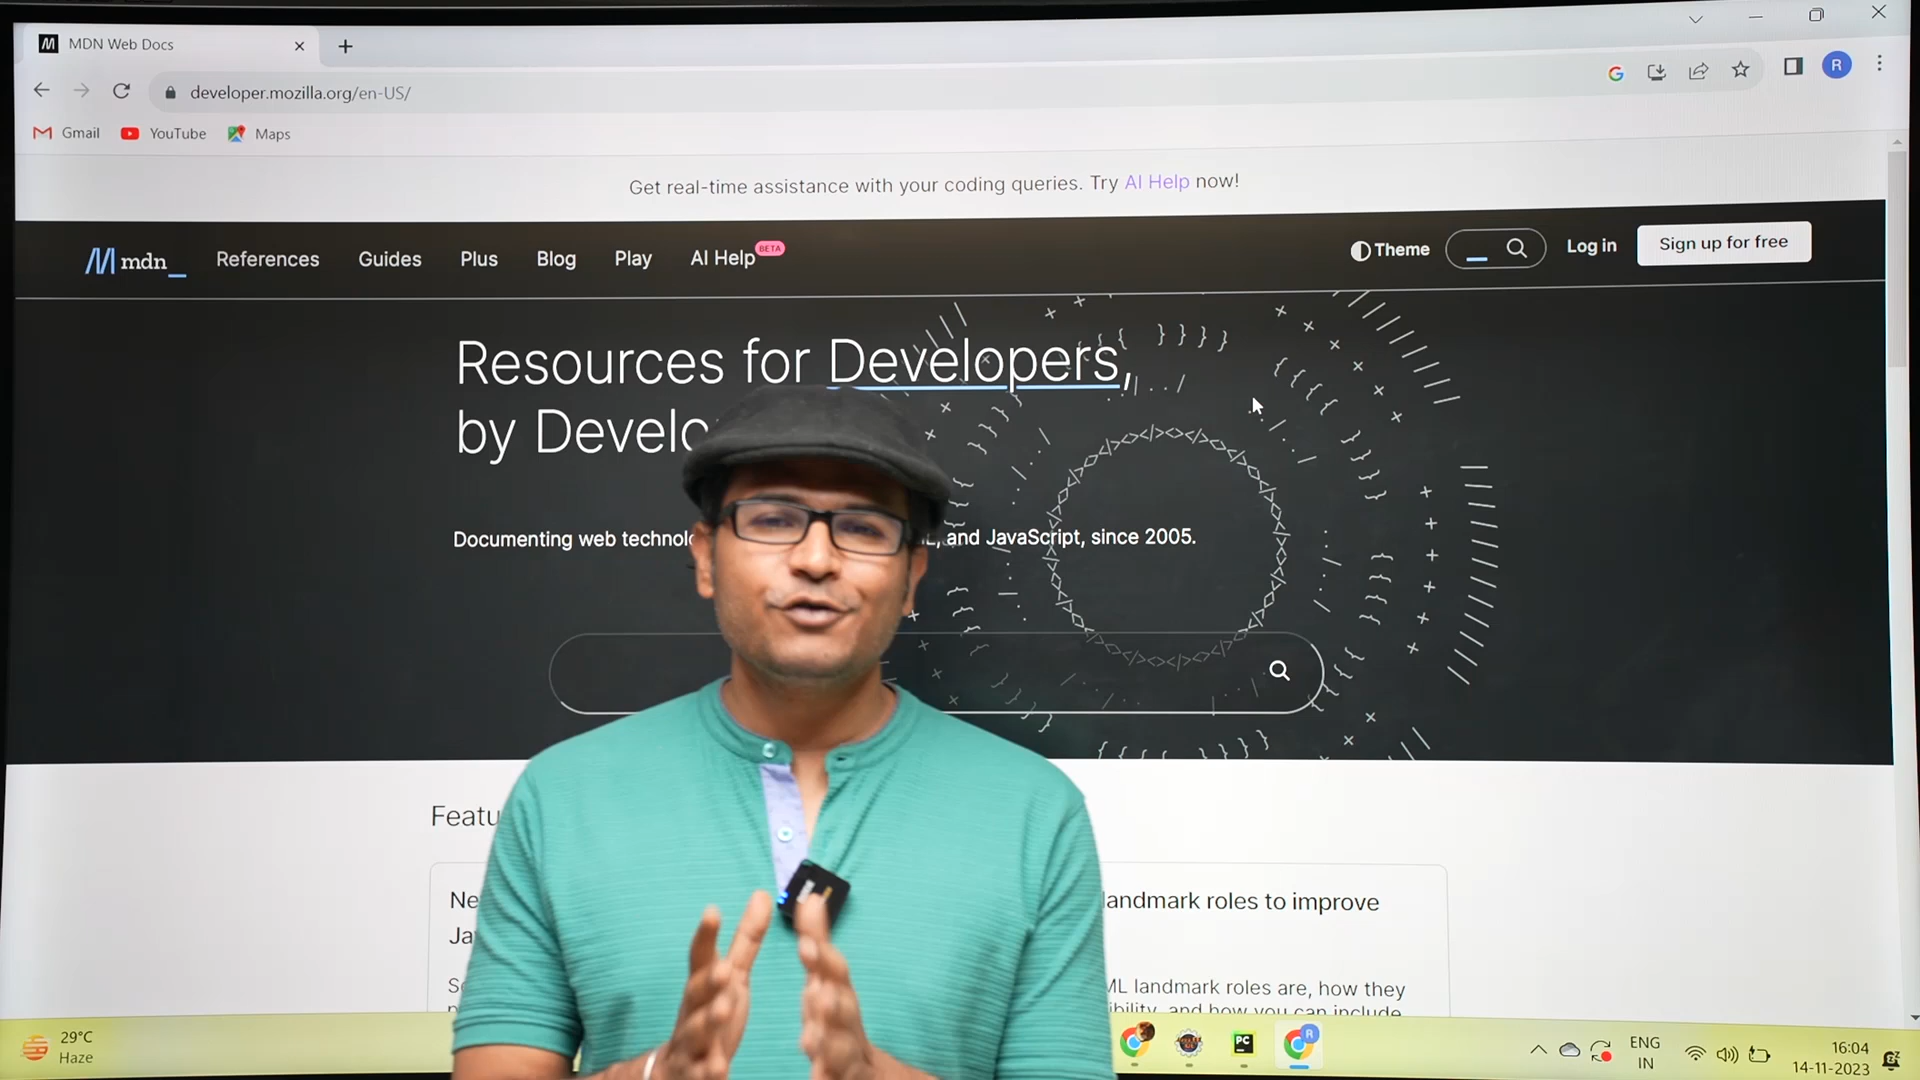 MDN Web Docs
developer.mozilla.org/en-US/
R
Gmail YouTube Maps
Get real-time assistance with your coding queries. Try AI Help now!
mdn_ References Guides Plus Blog Play AI Help BETA Theme Log in Sign up for free
Resources for Developers,
by Develo
Documenting web technolo and JavaScript, since 2005.
Featu
Ne landmark roles to improve
Ja
ML landmark roles are, how they
ibility, and how you can include
29°C
Haze
PC
R
ENG
IN
16:04
14-11-2023